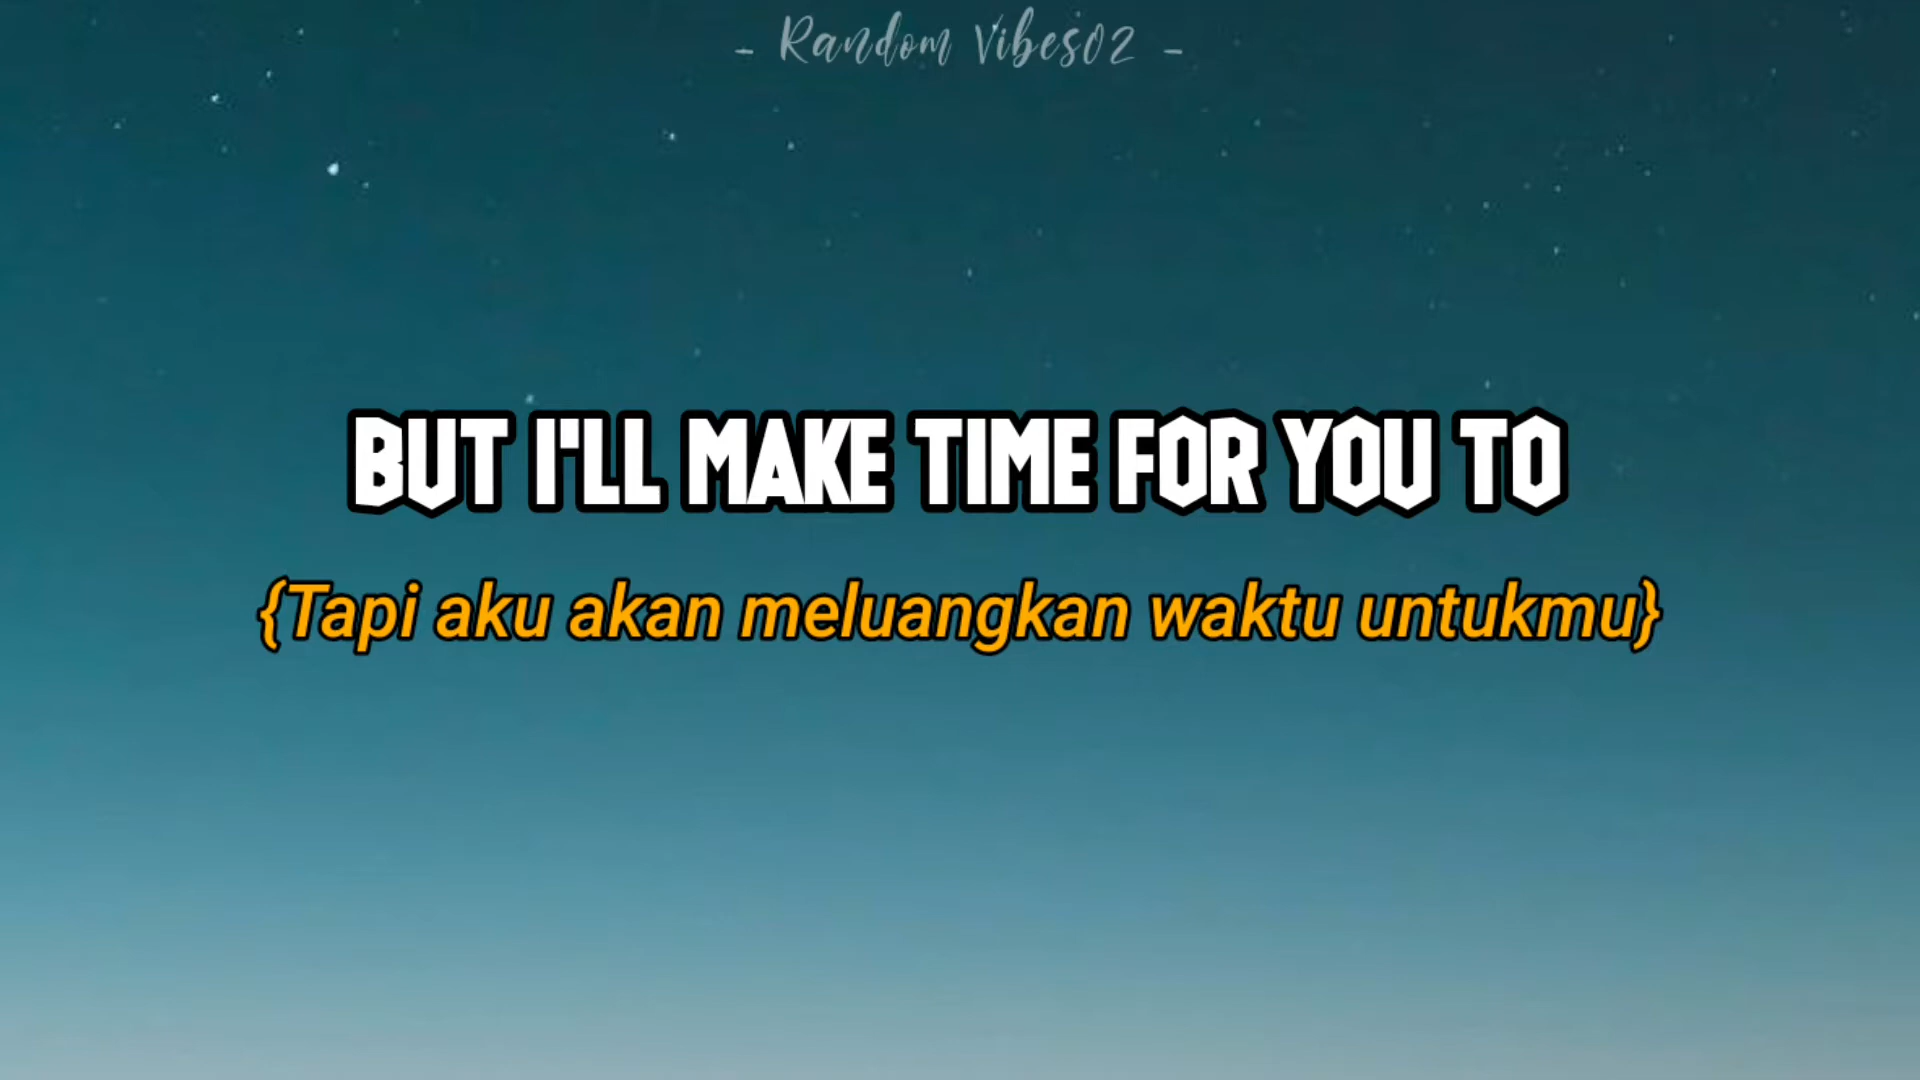 - Random Vibes02 -
BUT I'LL MAKE TIME FOR YOU TO
{Tapi aku akan meluangkan waktu untukmu}